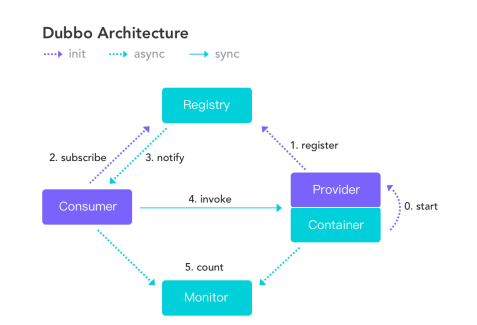 Dubbo Architecture
init async sync
Registry
1. register
2. subscribe 3. notify
Provider
Consumer 4. invoke 0. start
Container
5. count
Monitor